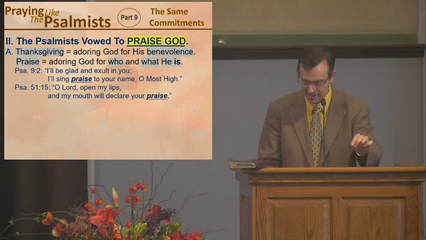 Praying Like The Psalmists
Part 9
The Same
Commitments
II. The Psalmists Vowed To PRAISE GOD.
A. Thanksgiving = adoring God for His benevolence.
Praise = adoring God for who and what He is.
Psa. 9:2: “I’ll be glad and exult in you;
I’ll sing praise to your name, O Most High.”
Psa. 51:15: “O Lord, open my lips,
and my mouth will declare your praise.”